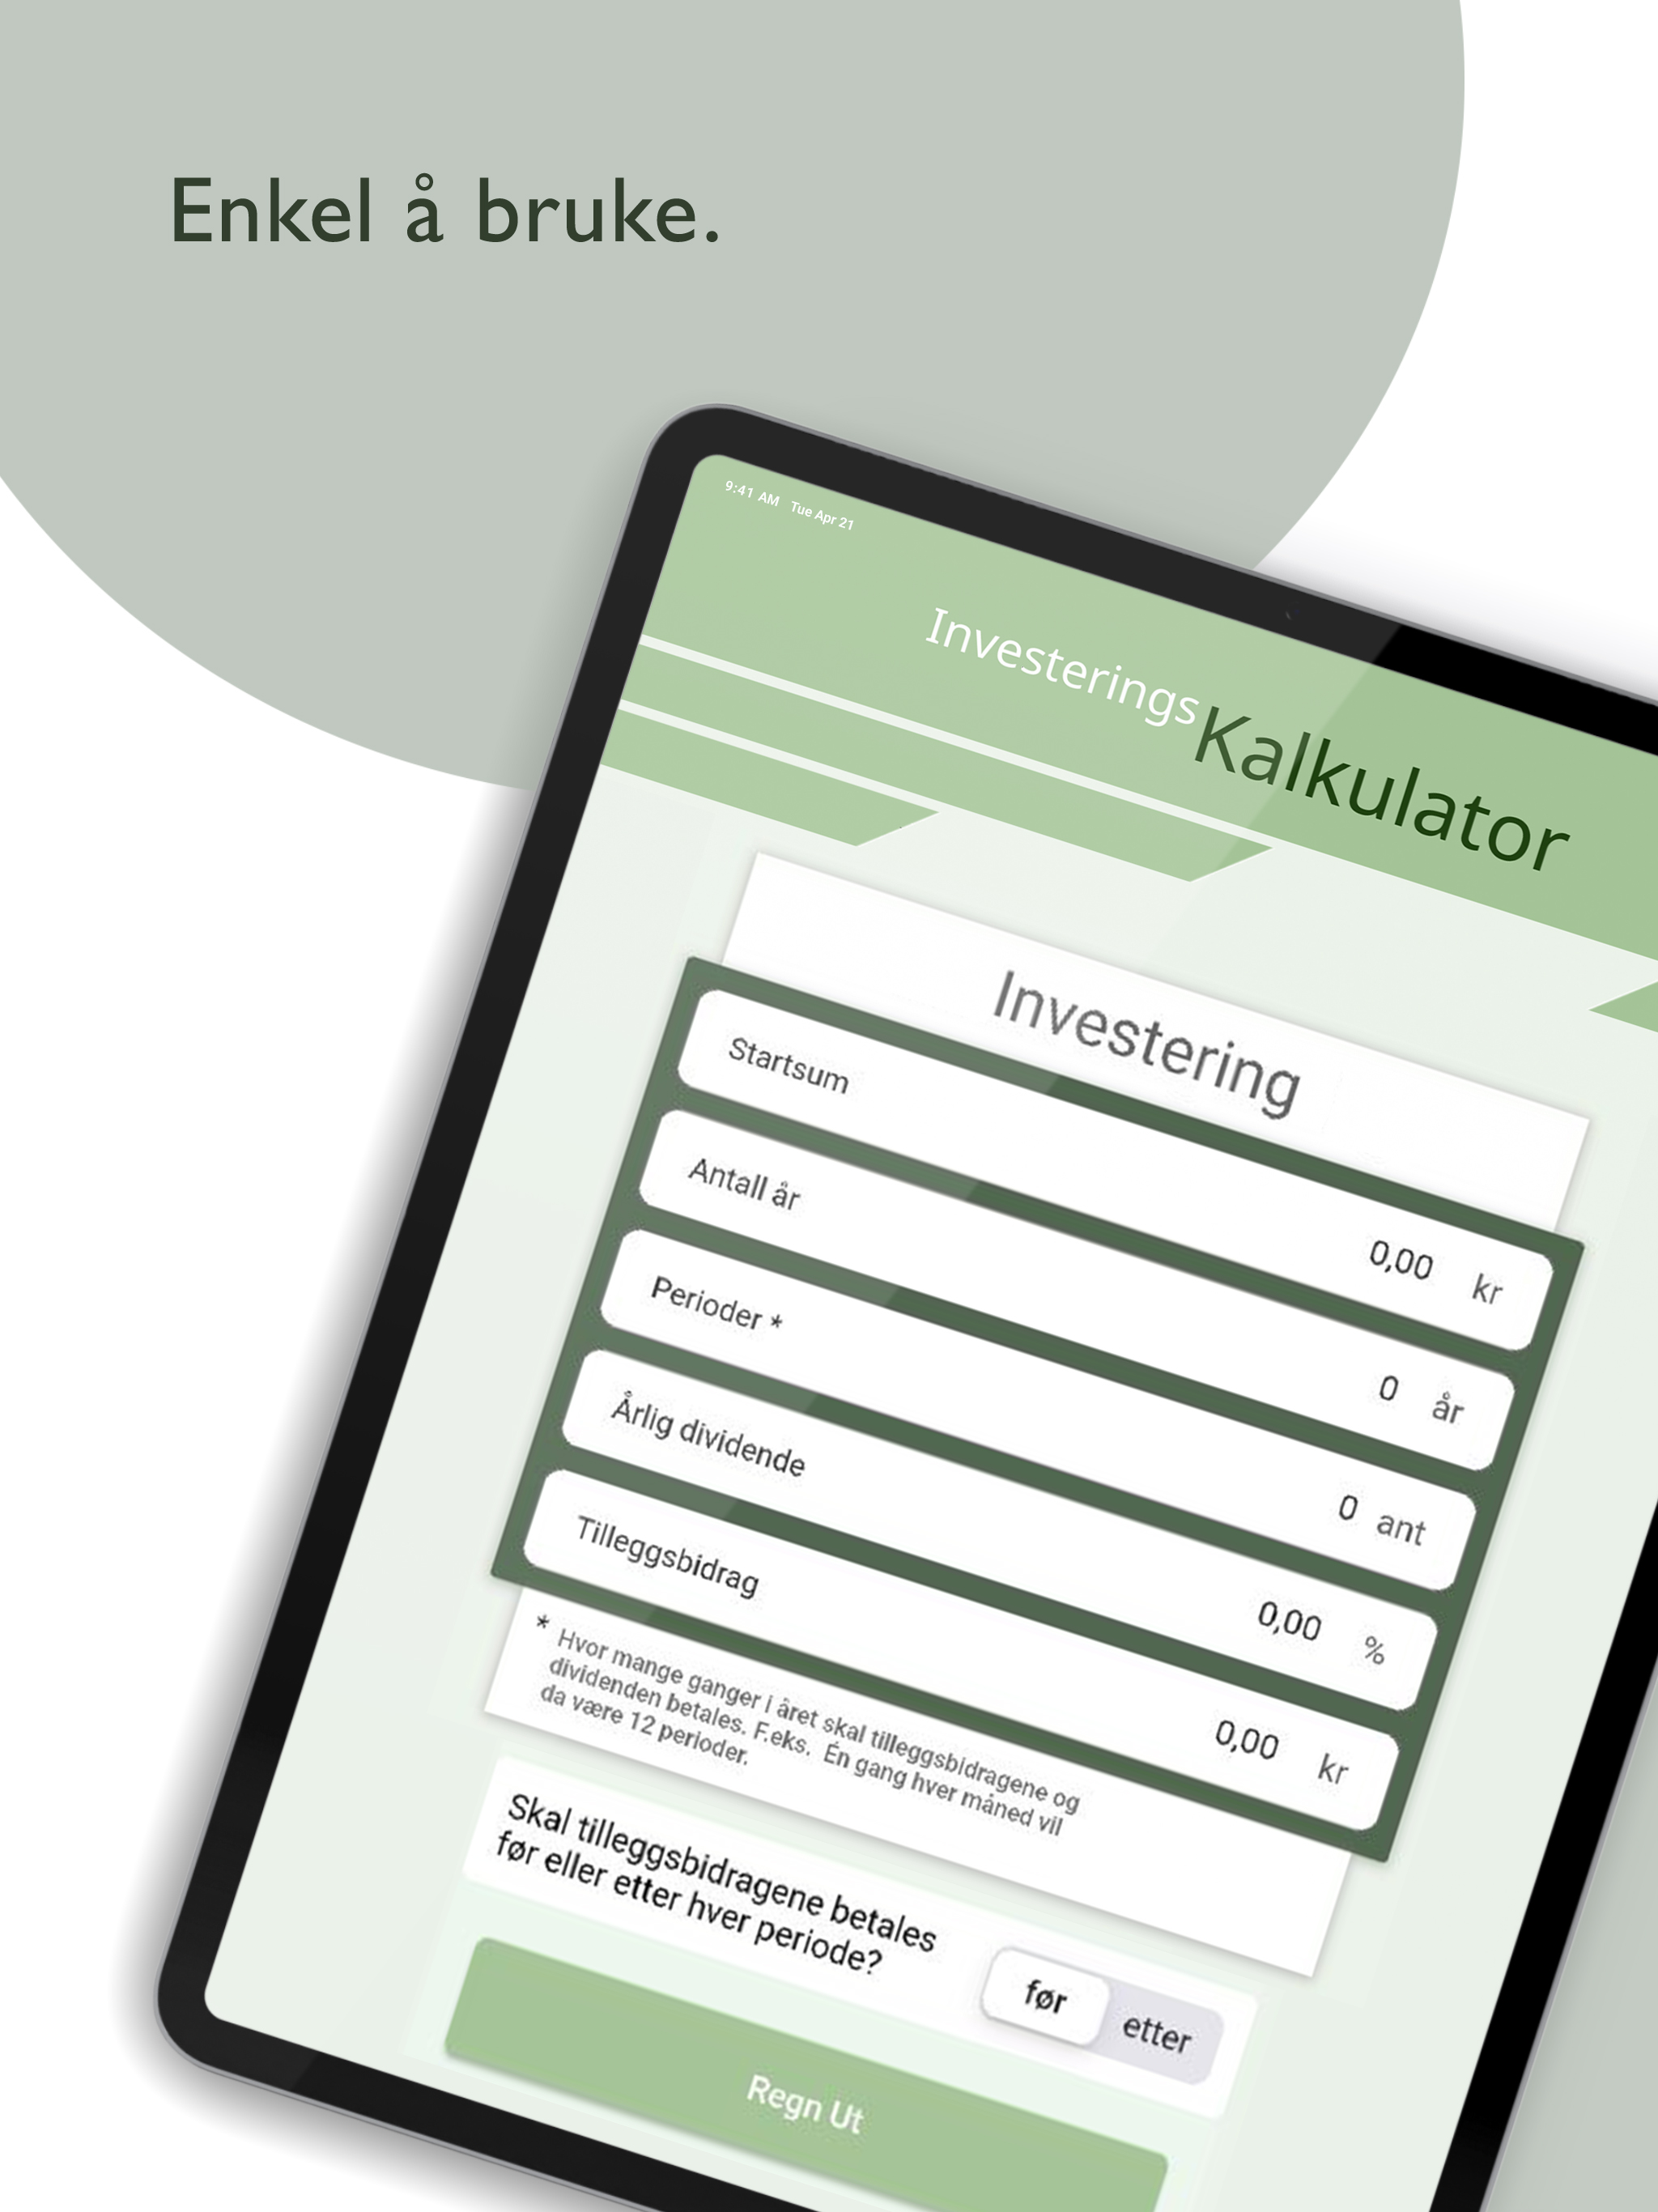 Enkel å bruke.
9:41 AM Tue Apr 21
InvesteringsKalkulator
Investering
Startsum 0,00 kr
Antall år 0 år
Perioder * 0 ant
Årlig dividende 0,00 %
Tilleggsbidrag 0,00 kr
* Hvor mange ganger i året skal tilleggsbidragene og
dividenden betales. F.eks. Én gang hver måned vil
da være 12 perioder.
Skal tilleggsbidragene betales
før eller etter hver periode?
før etter
Regn Ut